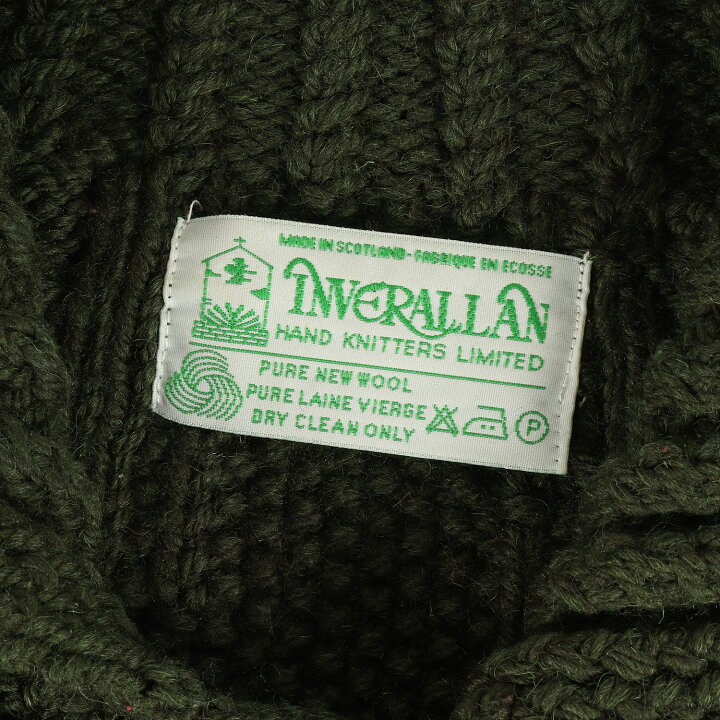 MADE IN SCOTLAND-FABRIQUE EN ECOSSE
INVERALLAN
HAND KNITTERS LIMITED
PURE NEW WOOL
PURE LAINE VIERGE
DRY CLEAN ONLY
P